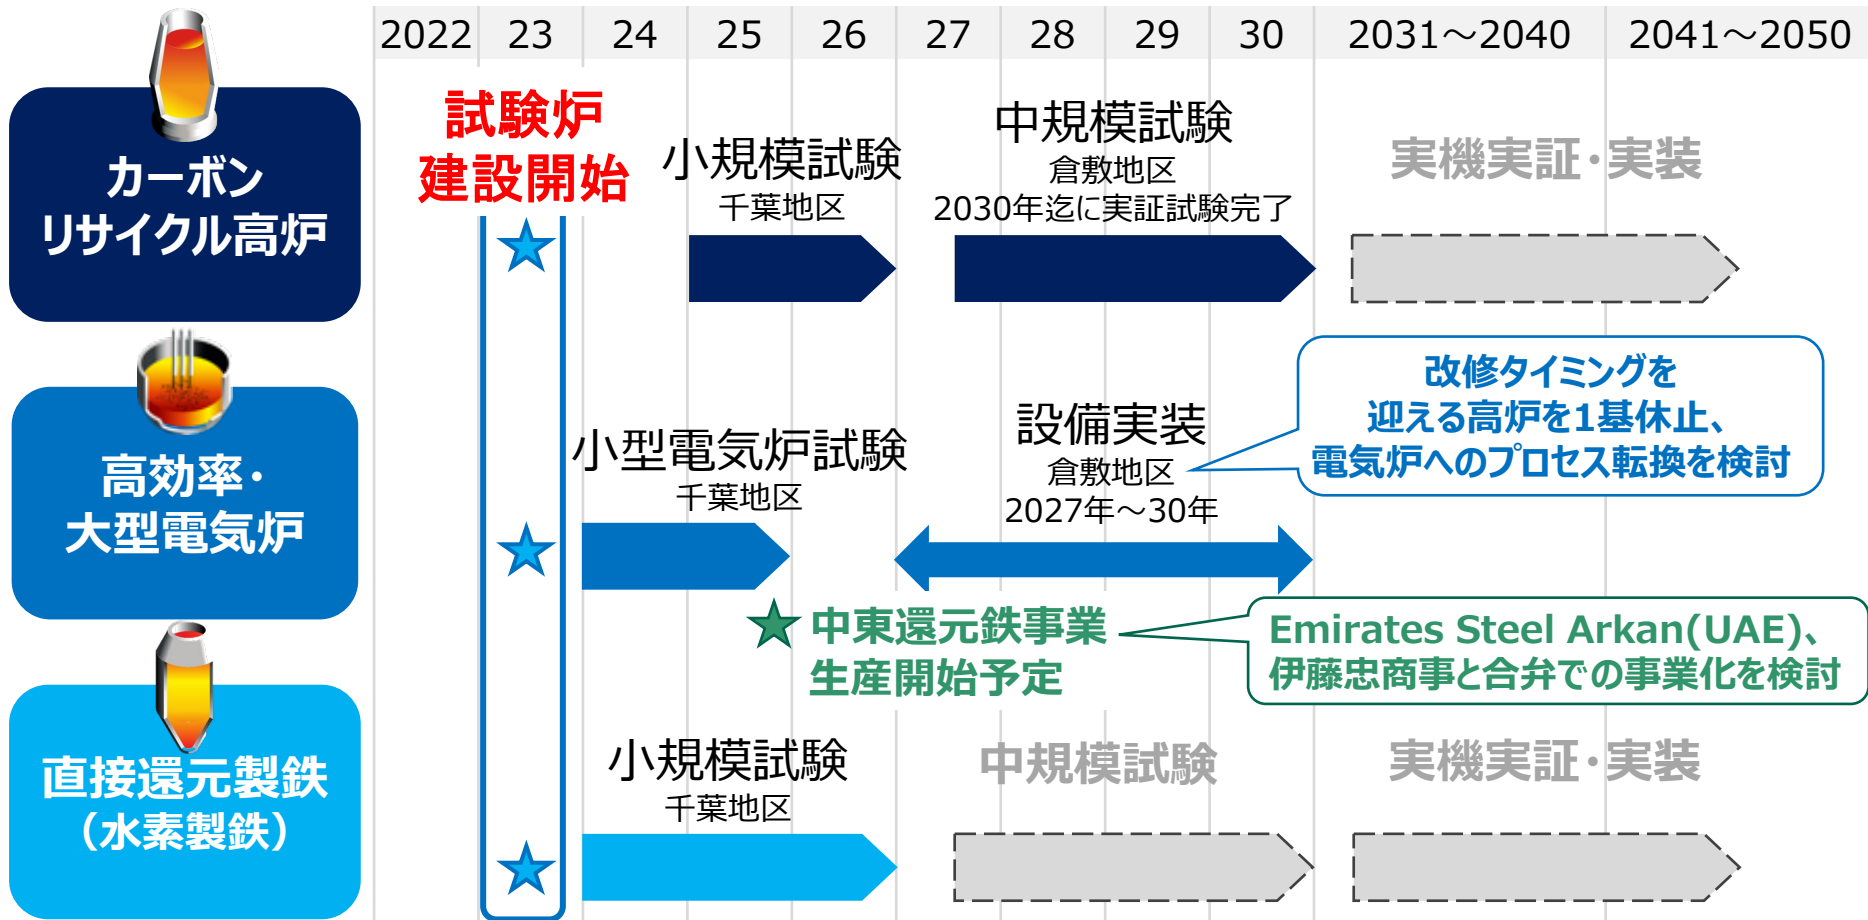 2022 23 24 25 26 27 28 29 30 2031～2040 2041～2050
カーボン
リサイクル高炉
試験炉
建設開始
小規模試験
千葉地区
中規模試験
倉敷地区
2030年迄に実証試験完了
実機実証・実装
高効率・
大型電気炉
小型電気炉試験
千葉地区
設備実装
倉敷地区
2027年～30年
改修タイミングを
迎える高炉を1基休止、
電気炉へのプロセス転換を検討
中東還元鉄事業
生産開始予定
Emirates Steel Arkan(UAE)、
伊藤忠商事と合弁での事業化を検討
直接還元製鉄
（水素製鉄）
小規模試験
千葉地区
中規模試験
実機実証・実装